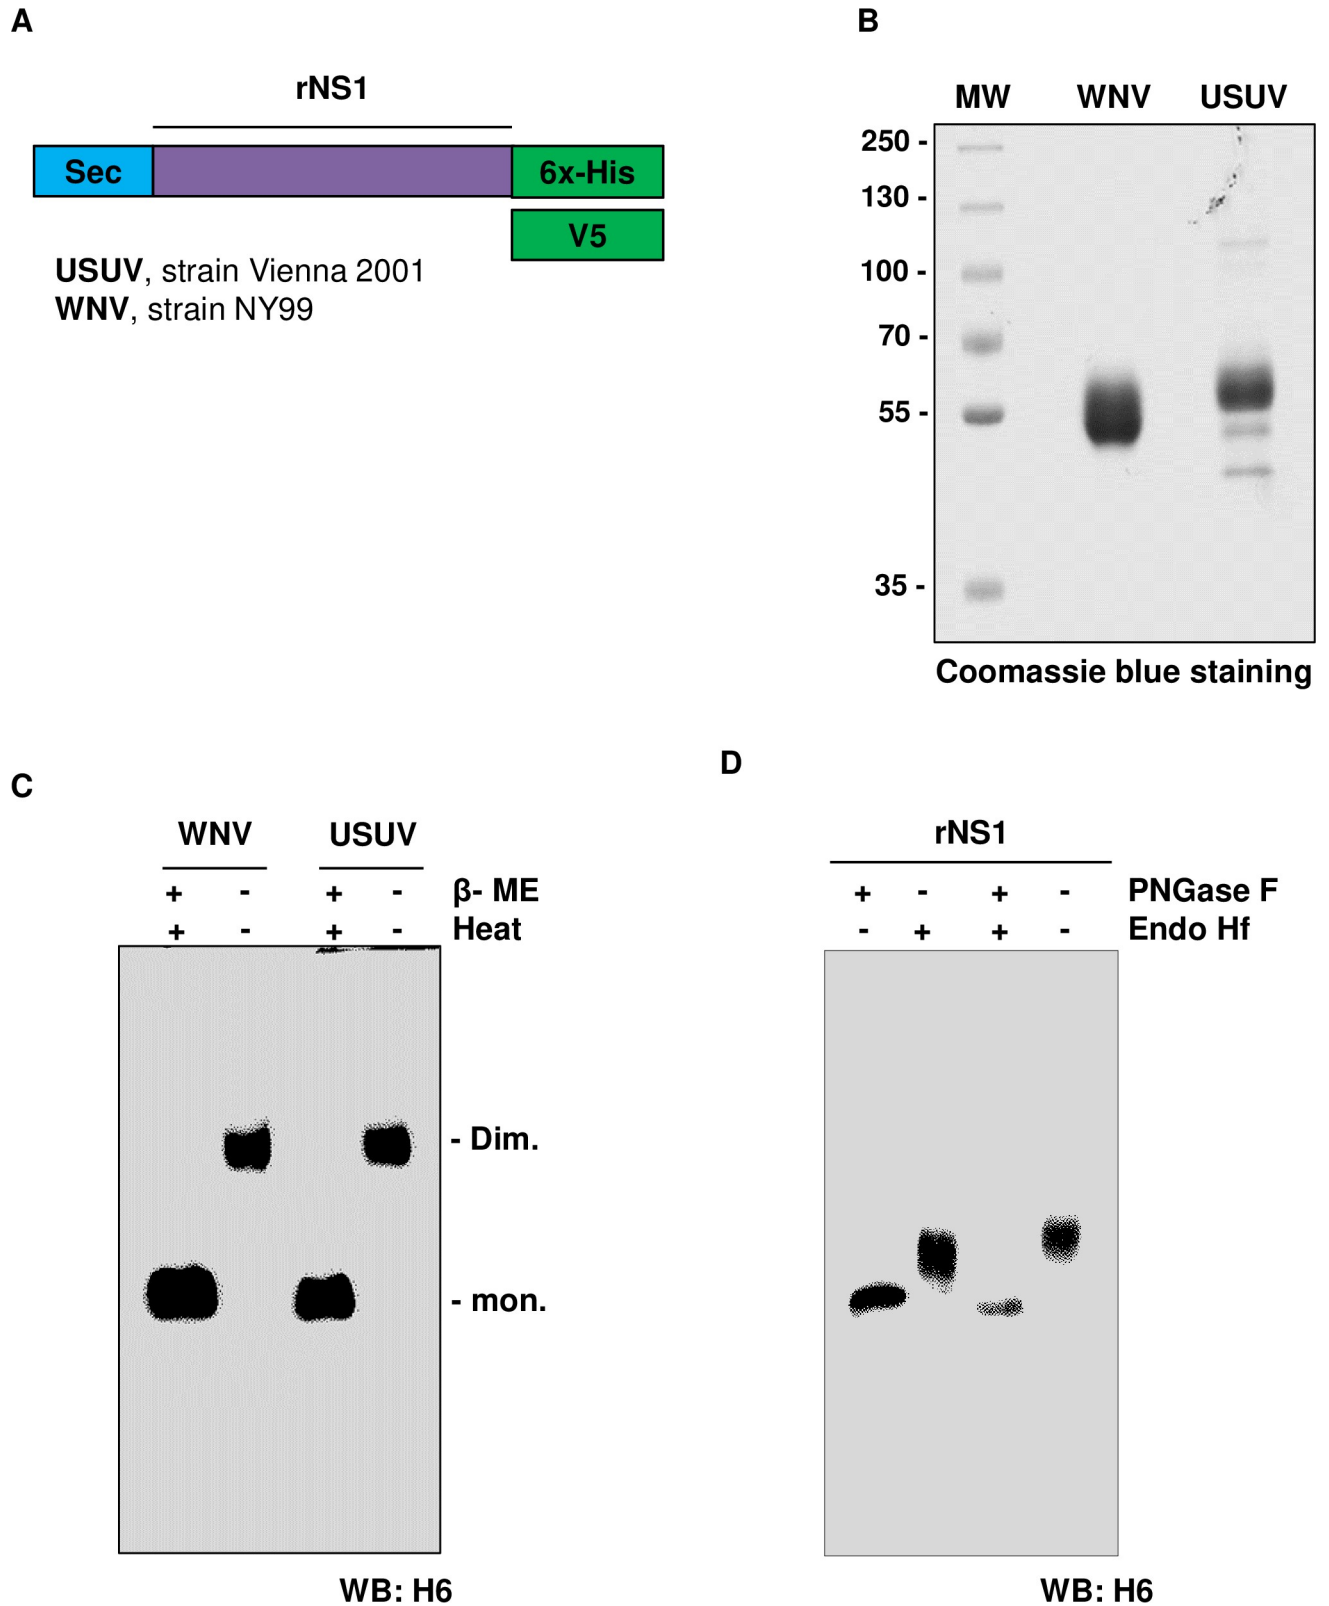 A
rNS1
Sec
6x-His
V5
USUV, strain Vienna 2001
WNV, strain NY99
B
MW WNV USUV
250 -
130 -
100 -
70 -
55 -
35 -
Coomassie blue staining
C
WNV USUV
+ - + - β- ME
+ - + - Heat
- Dim.
- mon.
WB: H6
D
rNS1
+ - + - PNGase F
- + + - Endo Hf
WB: H6